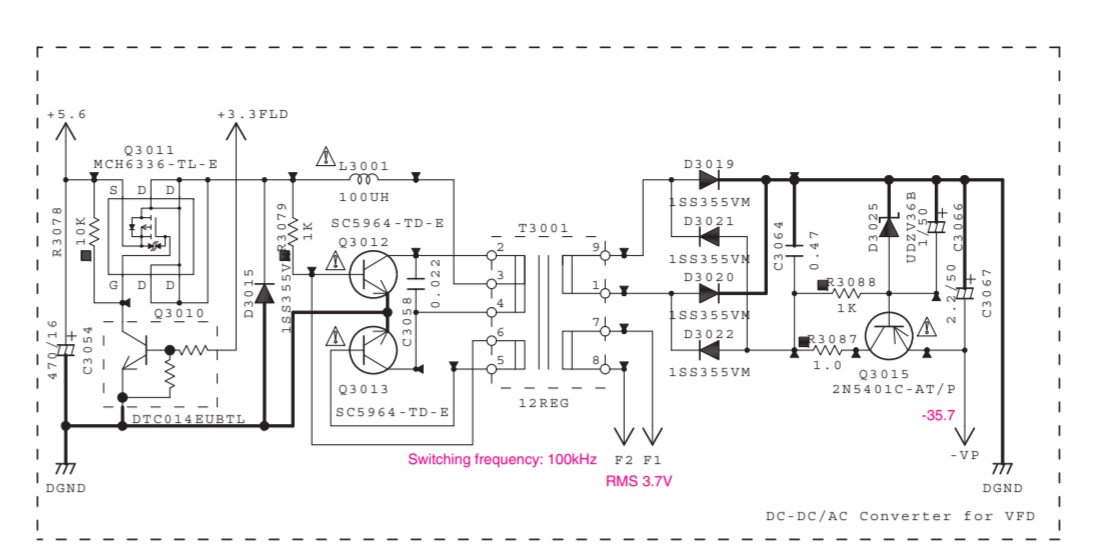 +5.6
+3.3FLD
Q3011
MCH6336-TL-E
S D D
G D D
R3078
10K
Q3010
DTC014EUBTL
470/16
C3054
+
DGND
D3015
1SS355VM
R3079
1K
L3001
100UH
SC5964-TD-E
Q3012
C3058
0.022
Q3013
SC5964-TD-E
T3001
2
3
4
6
5
9
1
7
8
12REG
Switching frequency: 100kHz
F2 F1
RMS 3.7V
D3019
1SS355VM
D3021
D3020
1SS355VM
D3022
1SS355VM
C3064
0.47
D3025
UDZV36B
1/50
+
C3066
2.2/50
+
C3067
R3088
1K
R3087
1.0
Q3015
2N5401C-AT/P
-35.7
-VP
DGND
DC-DC/AC Converter for VFD